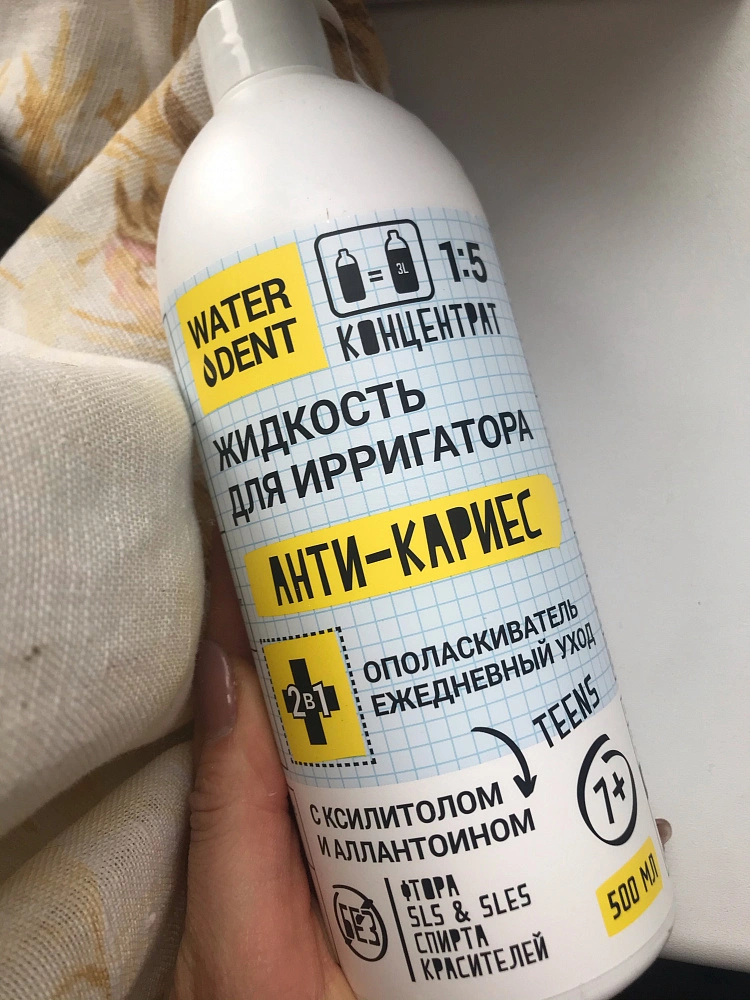 WATER
DENT
=
3L
1:5
КОНЦЕНТРАТ
ЖИДКОСТЬ
ДЛЯ ИРРИГАТОРА
АНТИ-КАРИЕС
2в1
ОПОЛАСКИВАТЕЛЬ
ЕЖЕДНЕВНЫЙ УХОД
TEENS
7+
С КСИЛИТОЛОМ
И АЛЛАНТОИНОМ
БЕЗ
ФТОРА
SLS & SLES
СПИРТА
КРАСИТЕЛЕЙ
500 МЛ